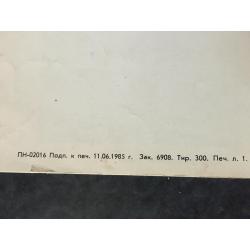 ПН-02016 Подп. к печ. 11.06.1985 г. Зак. 6908. Тир. 300. Печ. л. 1.